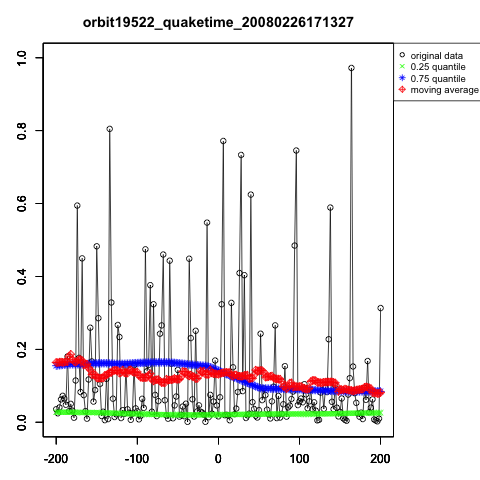 orbit19522_quaketime_20080226171327
original data
0.25 quantile
0.75 quantile
moving average
1.0
0.8
0.6
0.4
0.2
0.0
-200 -100 0 100 200